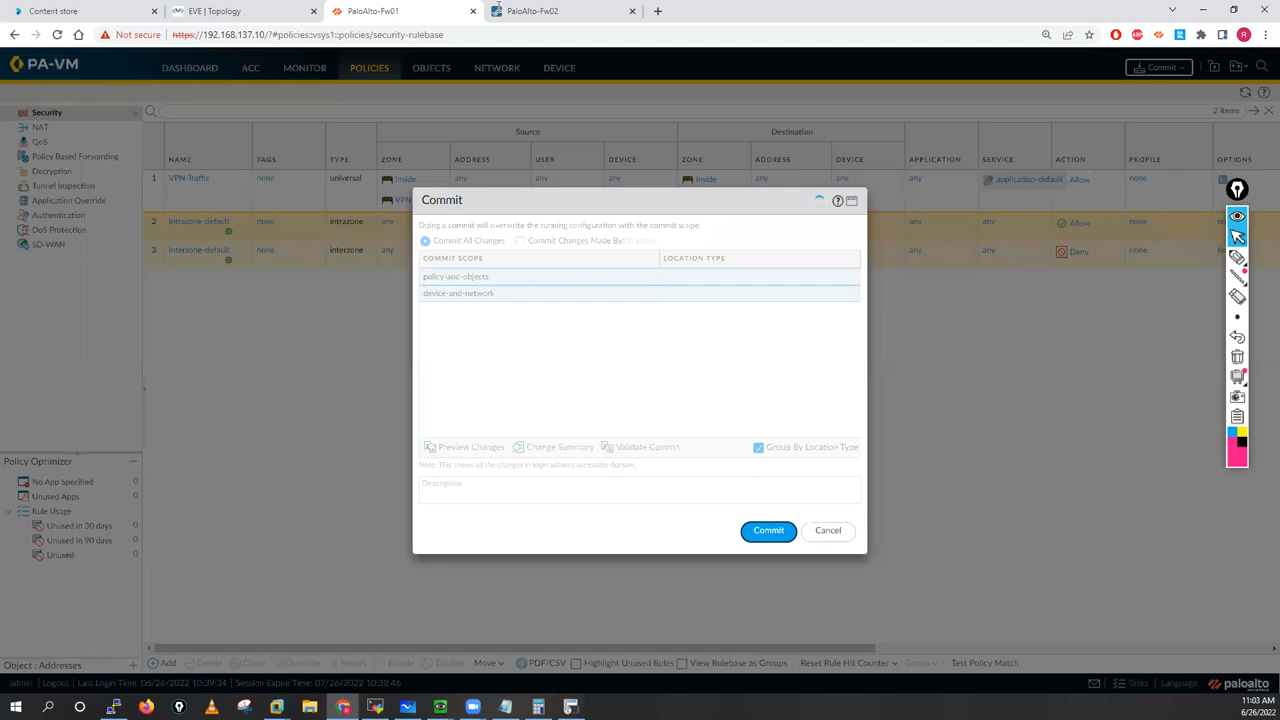 Content store
EVE | Topology
PaloAlto-Fw01
PaloAlto-Fw02
Not secure
https://192.168.137.10/?#policies::vsys1::policies/security-rulebase
R
PA-VM
DASHBOARD
ACC
MONITOR
POLICIES
OBJECTS
NETWORK
DEVICE
Commit
Security
NAT
QoS
Policy Based Forwarding
Decryption
Tunnel Inspection
Application Override
Authentication
DoS Protection
SD-WAN
2 items
Source
Destination
NAME TAGS TYPE ZONE ADDRESS USER DEVICE ZONE ADDRESS DEVICE APPLICATION SERVICE ACTION PROFILE OPTIONS
1 VPN-Traffic none universal Inside any any any Inside any any any application-default Allow none
VPN
2 intrazone-default none intrazone any any any Allow none
3 interzone-default none interzone any any any Deny none
Commit
Doing a commit will overwrite the running configuration with the commit scope.
Commit All Changes
Commit Changes Made By:(1) admin
COMMIT SCOPE LOCATION TYPE
policy-and-objects
device-and-network
Preview Changes
Change Summary
Validate Commit
Group By Location Type
Note: This shows all the changes in login admin's accessible domain.
Description
Commit
Cancel
Policy Optimizer
No App Specified 0
Unused Apps 0
Rule Usage
Unused in 30 days 0
Unused in 90 days 0
Unused 0
Object : Addresses
Add
Delete
Clone
Override
Revert
Enable
Disable
Move
PDF/CSV
Highlight Unused Rules
View Rulebase as Groups
Reset Rule Hit Counter
Group
Test Policy Match
admin | Logout | Last Login Time: 06/26/2022 10:39:34 | Session Expire Time: 07/26/2022 10:38:46
Tasks
Language
paloalto
NETWORKS
11:03 AM
6/26/2022